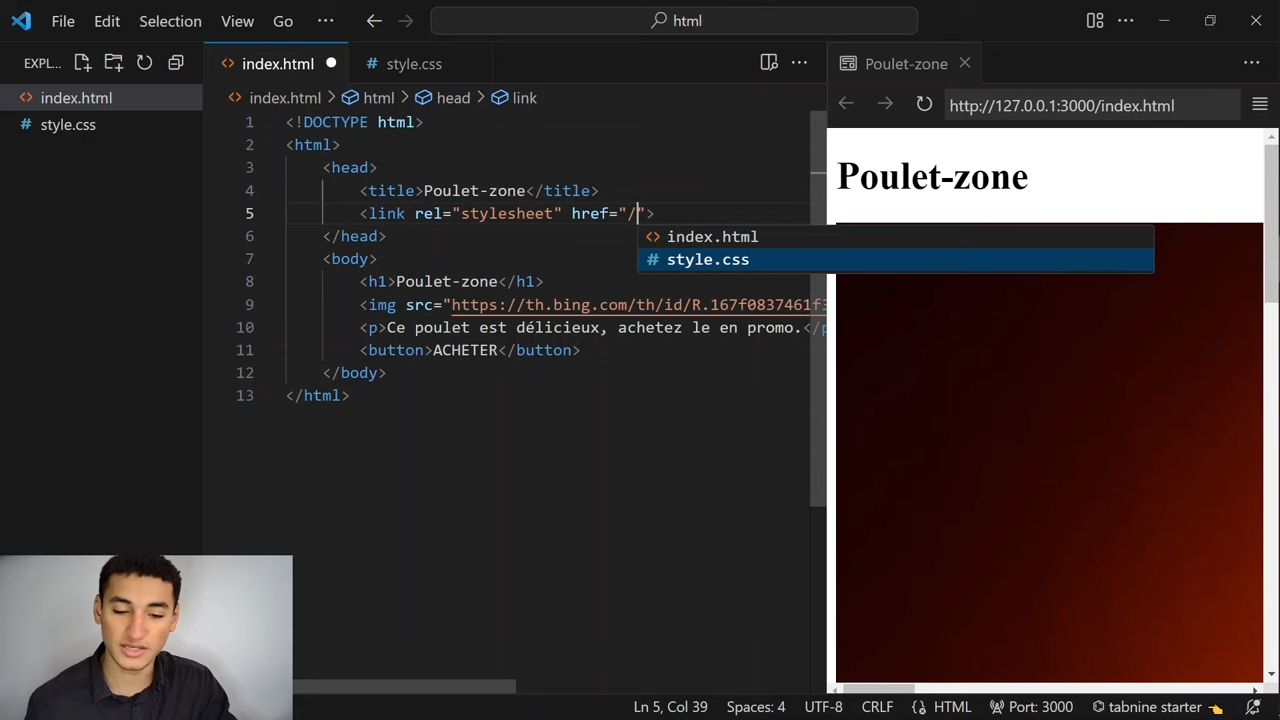 File Edit Selection View Go ··· html
EXPL... index.html style.css Poulet-zone
index.html
style.css
index.html html head link
http://127.0.0.1:3000/index.html
1 <!DOCTYPE html>
2 <html>
3 <head>
4 <title>Poulet-zone</title>
5 <link rel="stylesheet" href="/">
index.html
style.css
6 </head>
7 <body>
8 <h1>Poulet-zone</h1>
9 <img src="https://th.bing.com/th/id/R.167f0837461f3
10 <p>Ce poulet est délicieux, achetez le en promo.</p
11 <button>ACHETER</button>
12 </body>
13 </html>
Poulet-zone
Ln 5, Col 39 Spaces: 4 UTF-8 CRLF {} HTML Port: 3000 tabnine starter